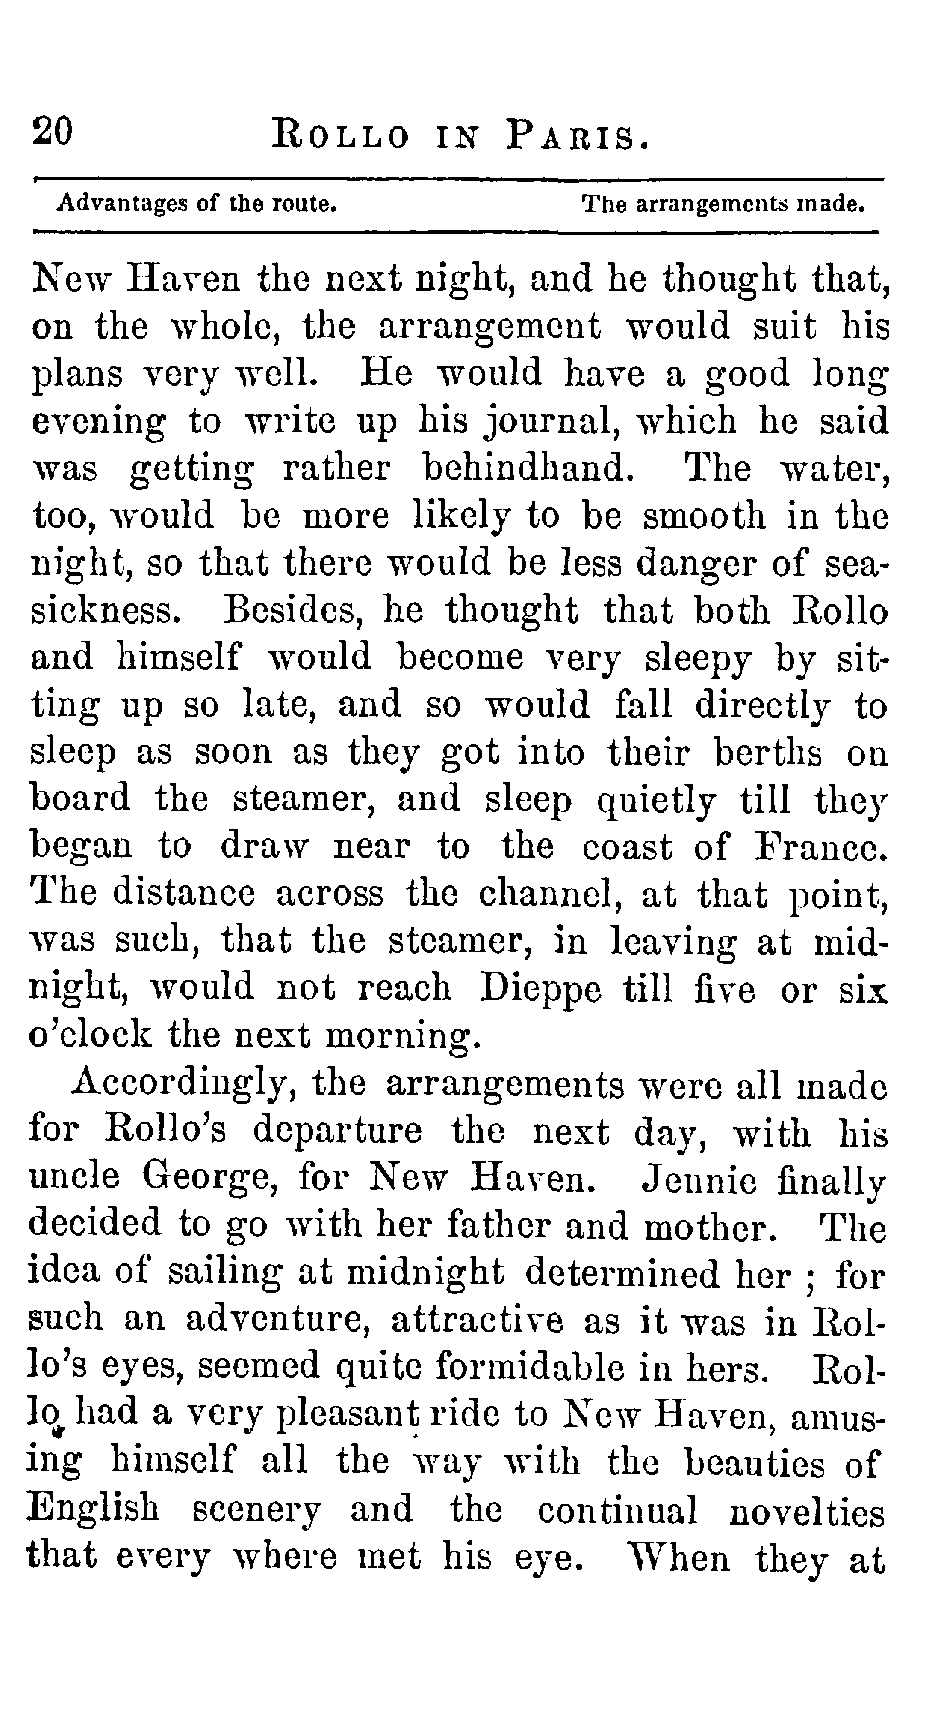 20 ROLLO IN PARIS.
Advantages of the route. The arrangements made.
New Haven the next night, and he thought that,
on the whole, the arrangement would suit his
plans very well. He would have a good long
evening to write up his journal, which he said
was getting rather behindhand. The water,
too, would be more likely to be smooth in the
night, so that there would be less danger of sea-
sickness. Besides, he thought that both Rollo
and himself would become very sleepy by sit-
ting up so late, and so would fall directly to
sleep as soon as they got into their berths on
board the steamer, and sleep quietly till they
began to draw near to the coast of France.
The distance across the channel, at that point,
was such, that the steamer, in leaving at mid-
night, would not reach Dieppe till five or six
o'clock the next morning.
Accordingly, the arrangements were all made
for Rollo's departure the next day, with his
uncle George, for New Haven. Jennie finally
decided to go with her father and mother. The
idea of sailing at midnight determined her ; for
such an adventure, attractive as it was in Rol-
lo's eyes, seemed quite formidable in hers. Rol-
lo had a very pleasant ride to New Haven, amus-
ing himself all the way with the beauties of
English scenery and the continual novelties
that every where met his eye. When they at